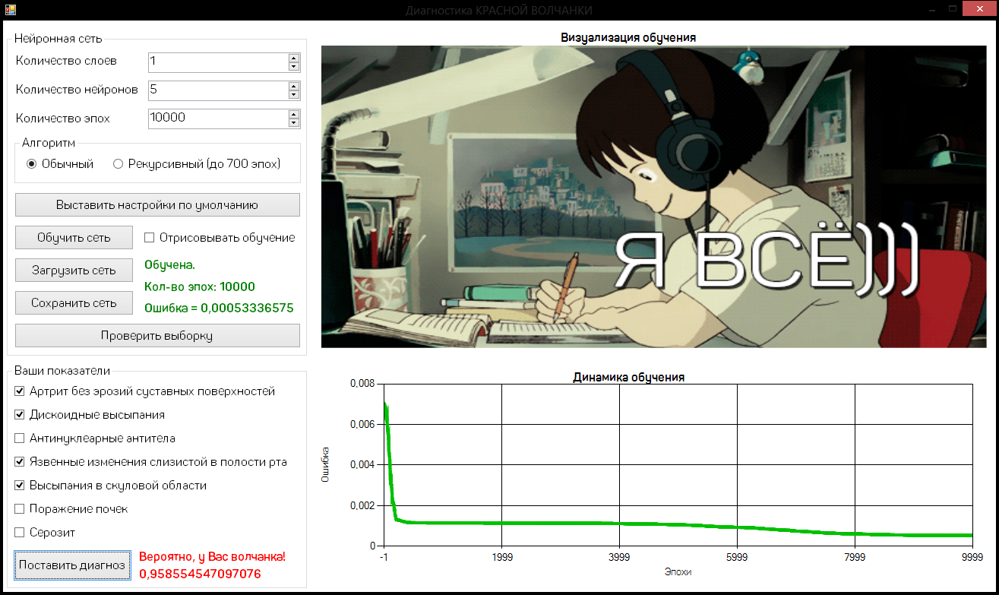 Диагностика КРАСНОЙ ВОЛЧАНКИ
Нейронная сеть
Количество слоев
1
Количество нейронов
5
Количество эпох
10000
Алгоритм
Обычный
Рекурсивный (до 700 эпох)
Выставить настройки по умолчанию
Обучить сеть
Отрисовывать обучение
Загрузить сеть
Обучена.
Кол-во эпох: 10000
Сохранить сеть
Ошибка = 0,00053336575
Проверить выборку
Ваши показатели
Артрит без эрозий суставных поверхностей
Дискоидные высыпания
Антинуклеарные антитела
Язвенные изменения слизистой в полости рта
Высыпания в скуловой области
Поражение почек
Серозит
Поставить диагноз
Вероятно, у Вас волчанка!
0,958554547097076
Визуализация обучения
Я ВСЁ)))
Динамика обучения
0,008
0,006
0,004
0,002
0
Ошибка
-1
1999
3999
5999
7999
9999
Эпохи